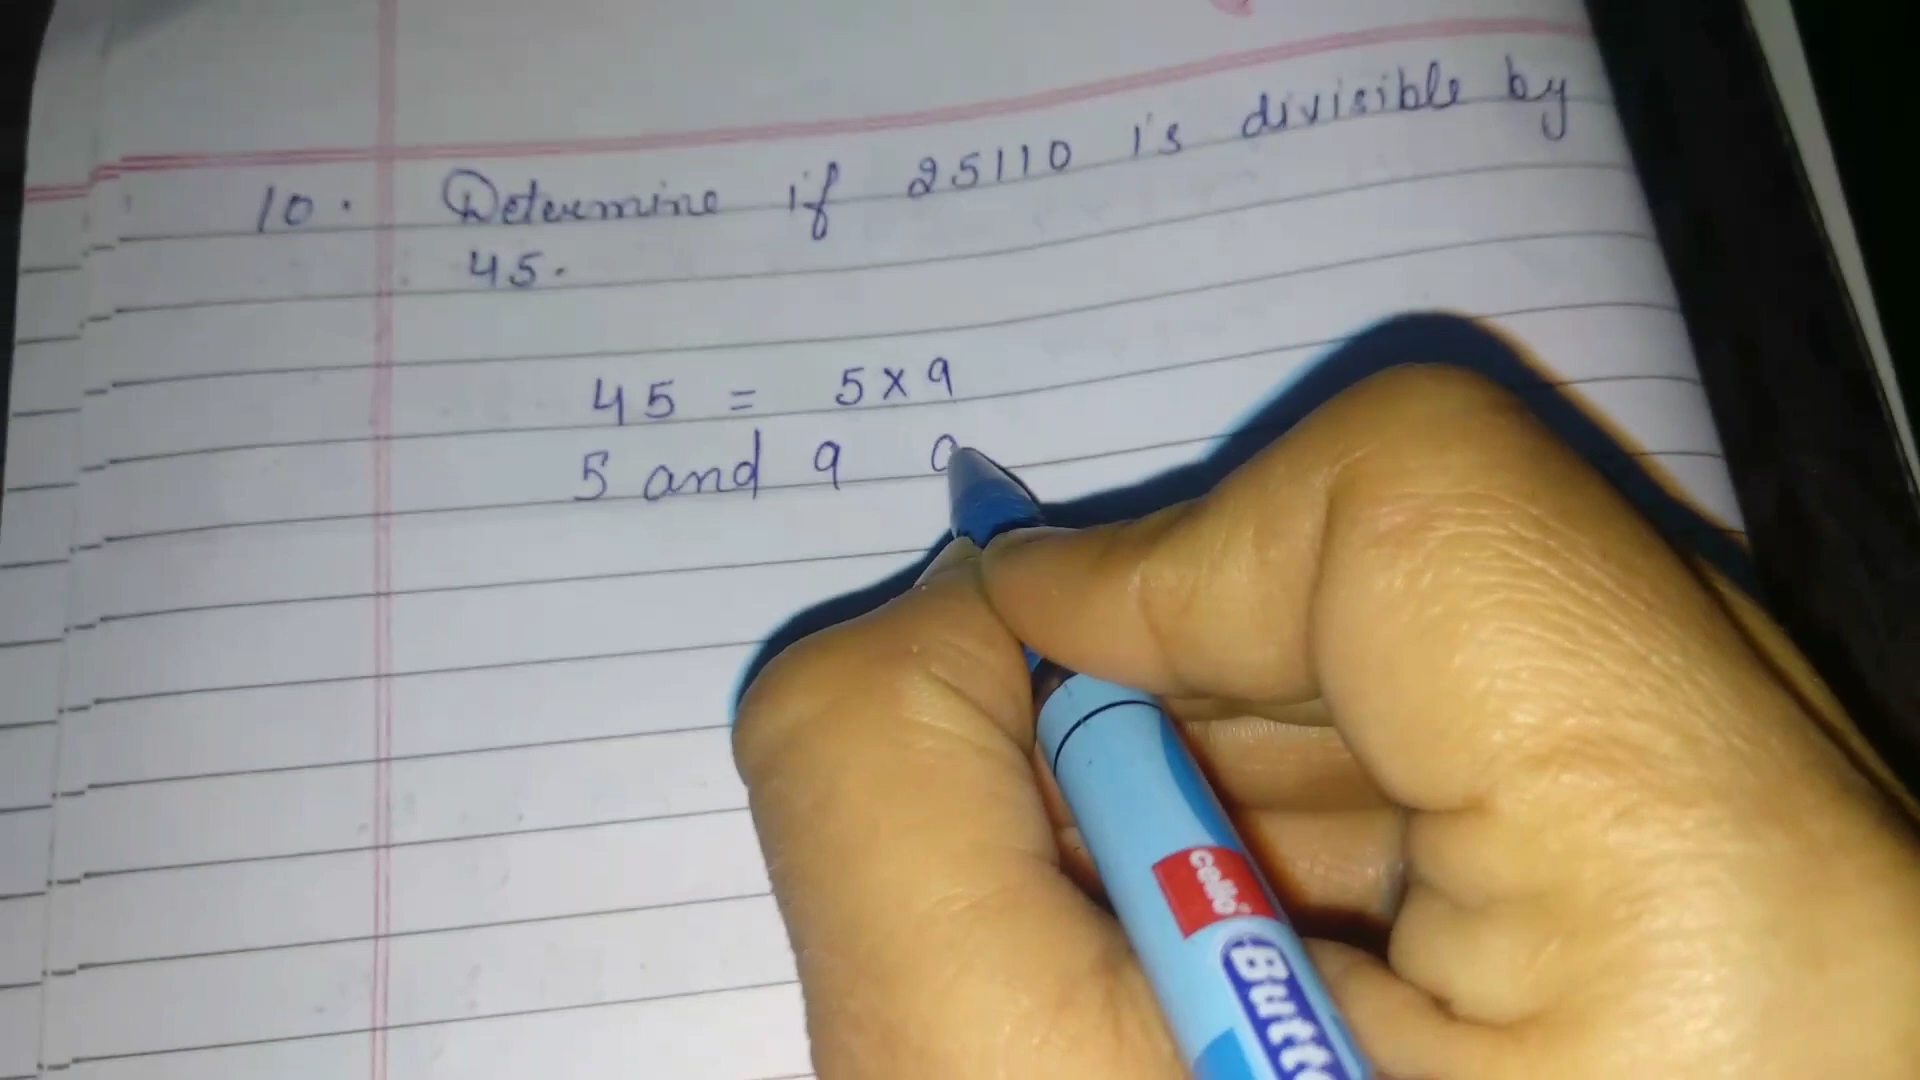 10. Determine if 25110 is divisible by
45.
45 = 5 x 9
5 and 9 a
cello
Butt